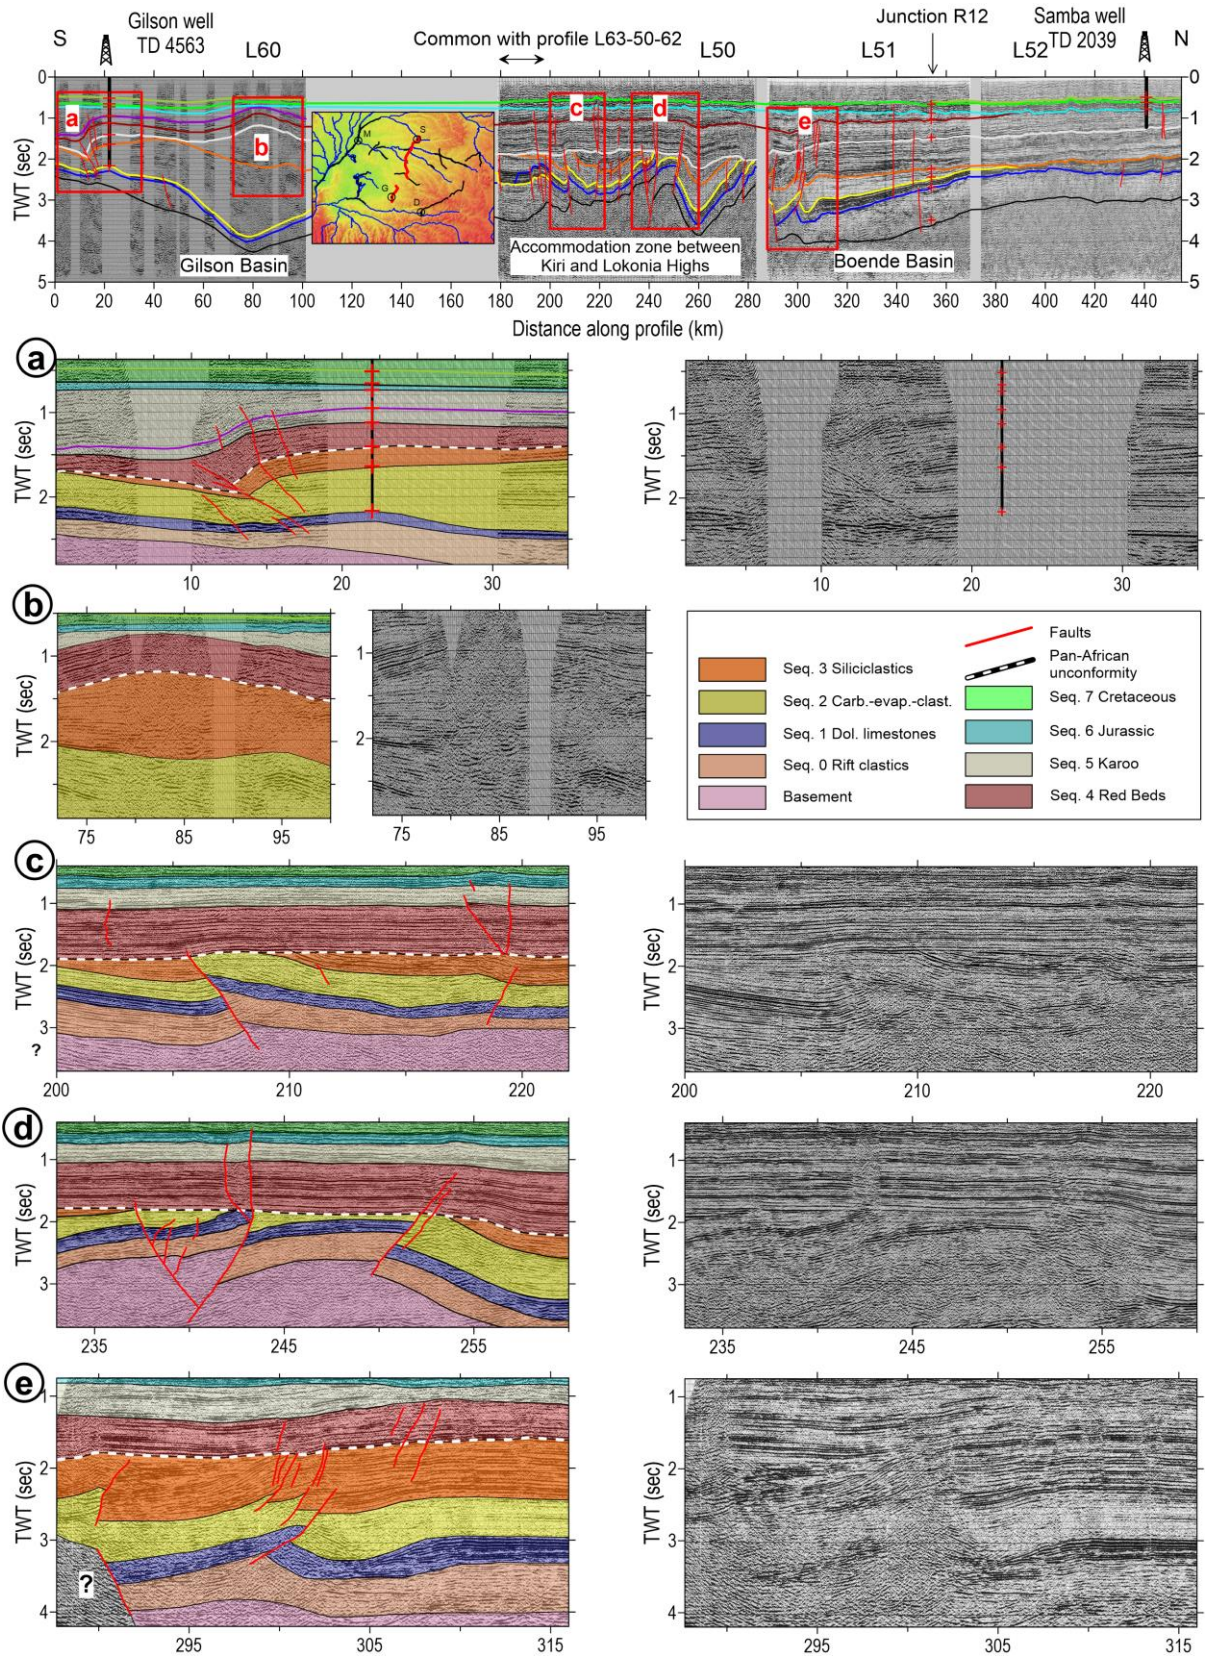 Gilson well
TD 4563
Junction R12
Samba well
TD 2039
S
L60
Common with profile L63-50-62
L50
L51
L52
N
TWT (sec)
0
1
2
3
4
5
0
1
2
3
4
5
a
b
c
d
e
M
S
G
D
Gilson Basin
Accommodation zone between
Kiri and Lokonia Highs
Boende Basin
0 20 40 60 80 100 120 140 160 180 200 220 240 260 280 300 320 340 360 380 400 420 440
Distance along profile (km)
a
TWT (sec)
1
2
10 20 30
TWT (sec)
1
2
10 20 30
b
TWT (sec)
1
2
75 85 95
TWT (sec)
1
2
75 85 95
Faults
Pan-African
unconformity
Seq. 3 Siliciclastics
Seq. 2 Carb.-evap.-clast.
Seq. 1 Dol. limestones
Seq. 0 Rift clastics
Basement
Seq. 7 Cretaceous
Seq. 6 Jurassic
Seq. 5 Karoo
Seq. 4 Red Beds
c
TWT (sec)
1
2
3
?
200 210 220
TWT (sec)
1
2
3
200 210 220
d
TWT (sec)
1
2
3
235 245 255
TWT (sec)
1
2
3
235 245 255
e
TWT (sec)
1
2
3
4
?
295 305 315
TWT (sec)
1
2
3
4
295 305 315